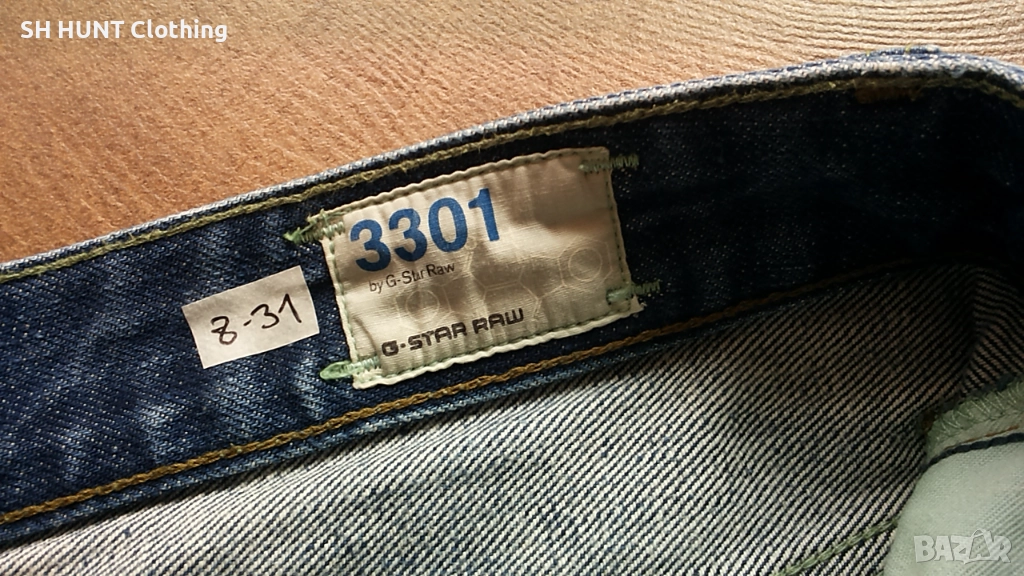 SH HUNT Clothing
3301
by G-Star Raw
G-STAR RAW
8-31
BAZAR